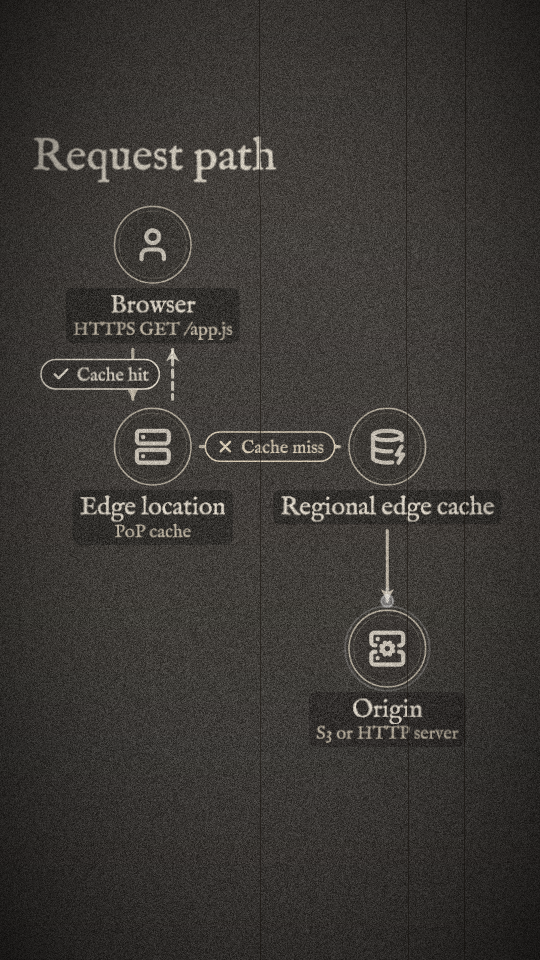 Request path
Browser
HTTPS GET /app.js
Cache hit
Cache miss
Edge location
PoP cache
Regional edge cache
Origin
S3 or HTTP server